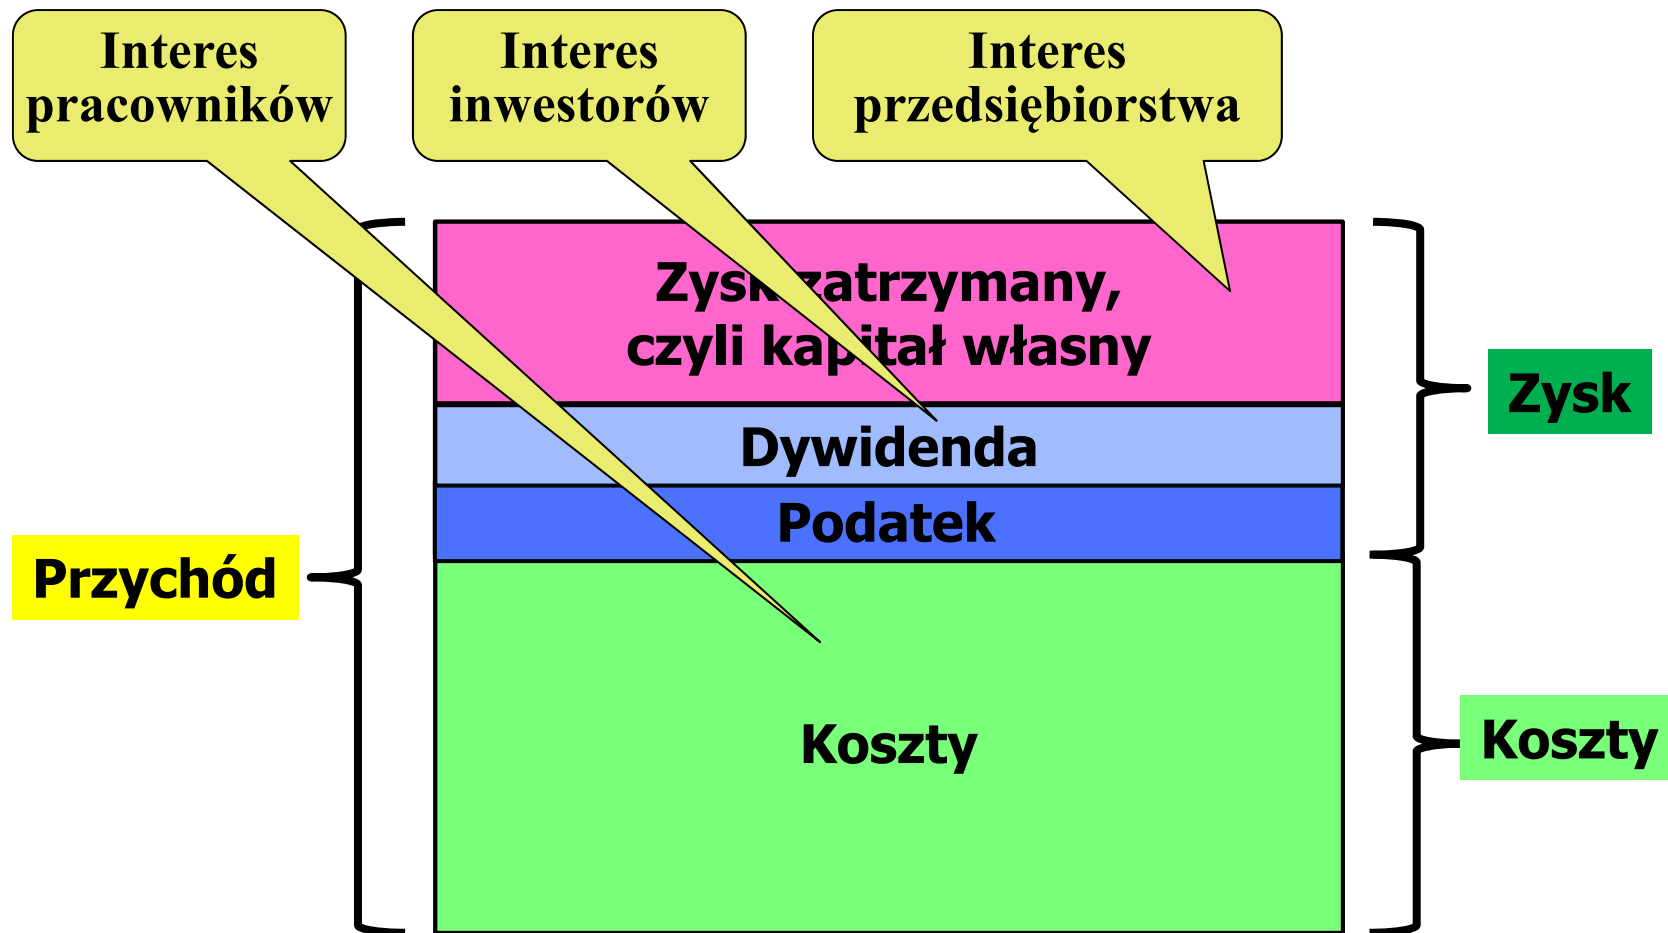 Interes
pracowników
Interes
inwestorów
Interes
przedsiębiorstwa
Zysk zatrzymany,
czyli kapitał własny
Zysk
Dywidenda
Podatek
Przychód
Koszty
Koszty